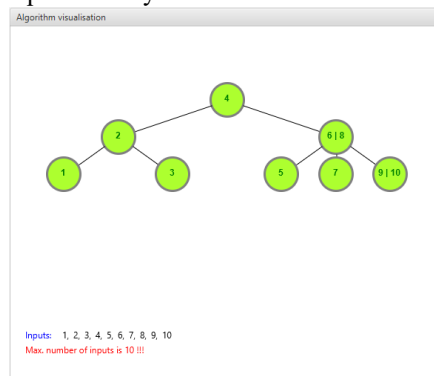 Algorithm visualisation
4
2
6 | 8
1
3
5
7
9 | 10
Inputs: 1, 2, 3, 4, 5, 6, 7, 8, 9, 10
Max. number of inputs is 10 !!!